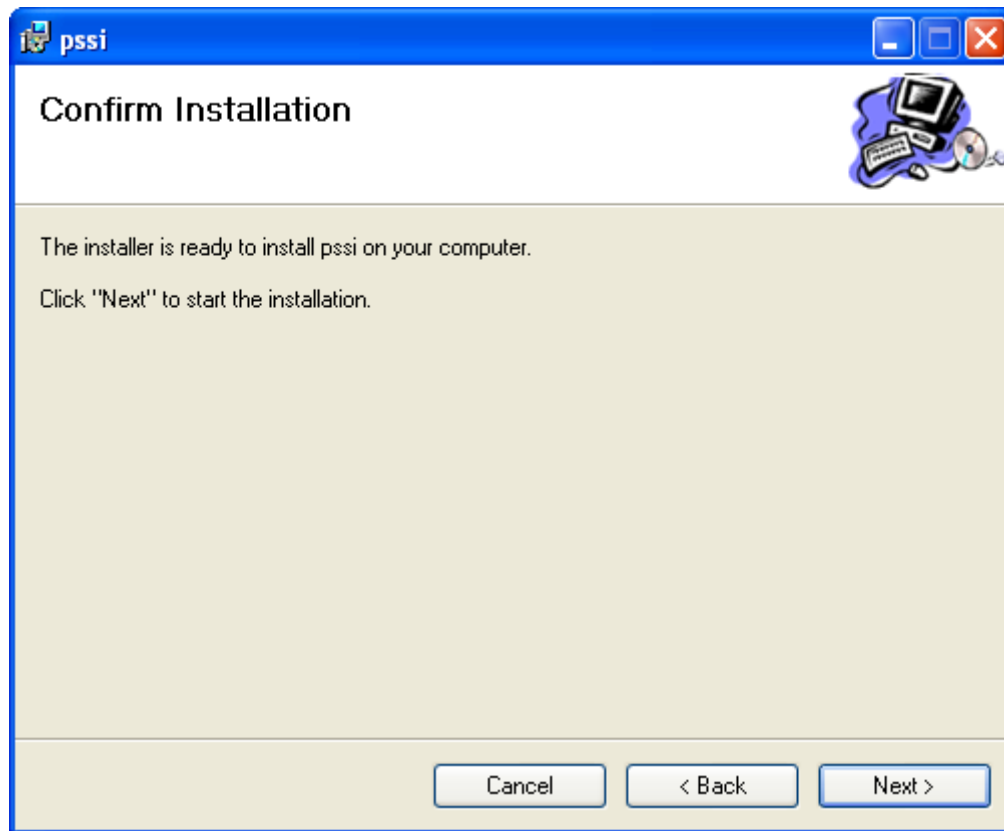 pssi
Confirm Installation
The installer is ready to install pssi on your computer.
Click "Next" to start the installation.
Cancel
< Back
Next >